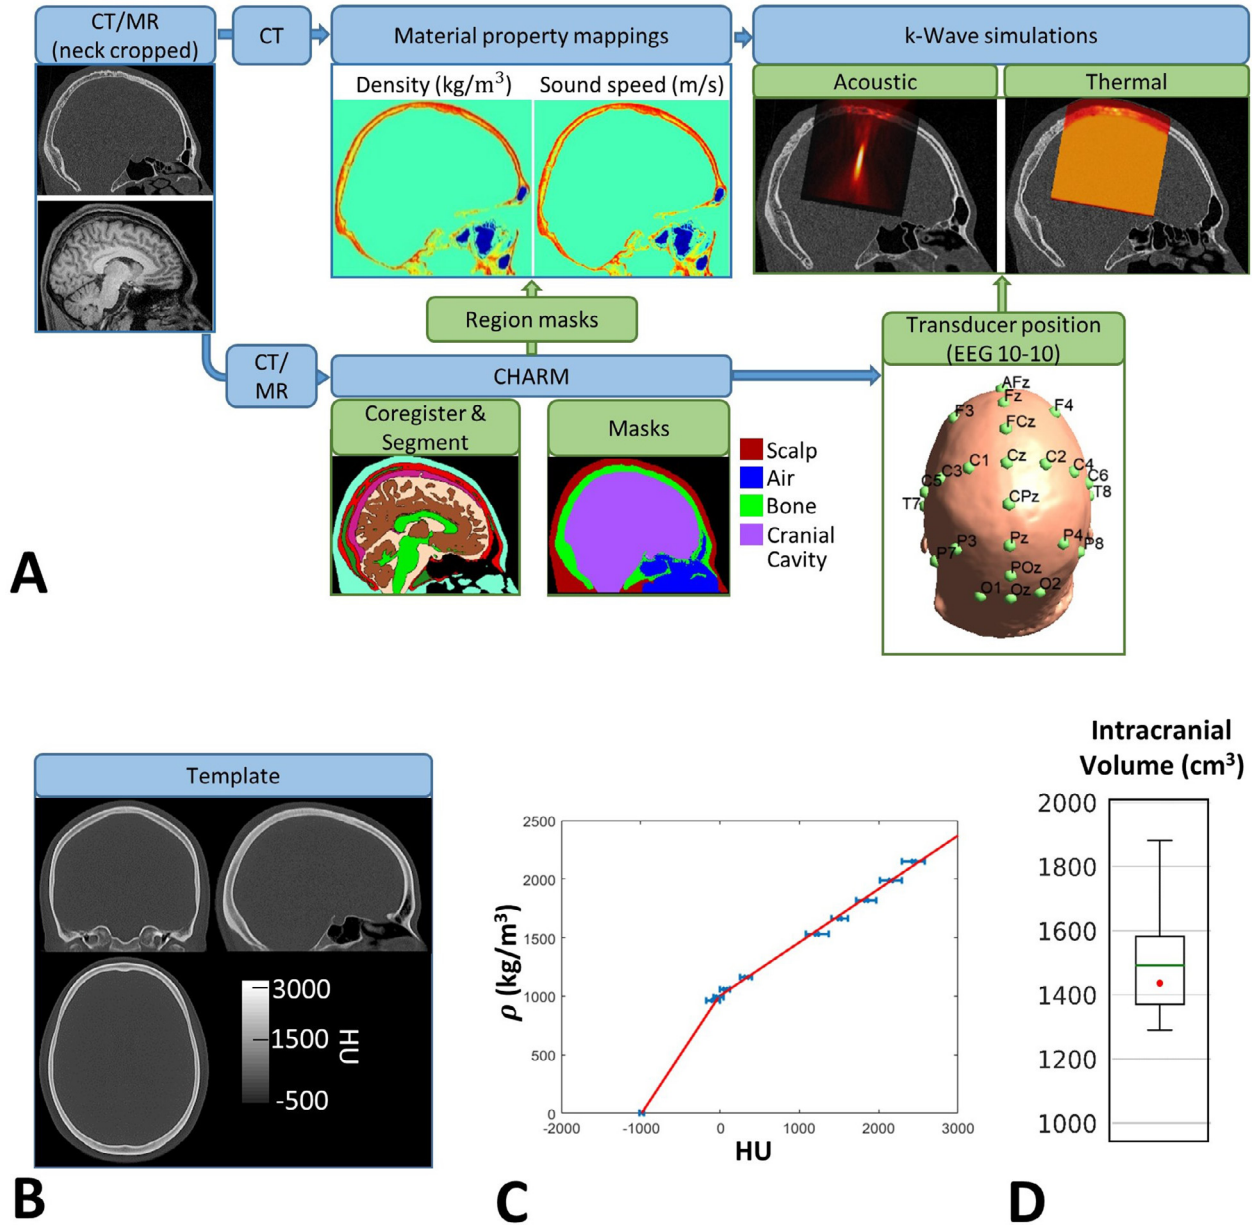 CT/MR
(neck cropped)
CT
Material property mappings
k-Wave simulations
Density (kg/m³)
Sound speed (m/s)
Acoustic
Thermal
Region masks
CT/
MR
CHARM
Transducer position
(EEG 10-10)
Coregister &
Segment
Masks
Scalp
Air
Bone
Cranial
Cavity
AFz
Fz
F3
F4
FCz
C5
C3
C1
Cz
C2
C4
C6
T7
T8
CPz
P7
P3
Pz
P4
P8
POz
O1
Oz
O2
A
Template
3000
1500
-500
HU
B
2500
2000
1500
1000
500
0
-2000
-1000
0
1000
2000
3000
ρ (kg/m³)
HU
C
Intracranial
Volume (cm³)
2000
1800
1600
1400
1200
1000
D